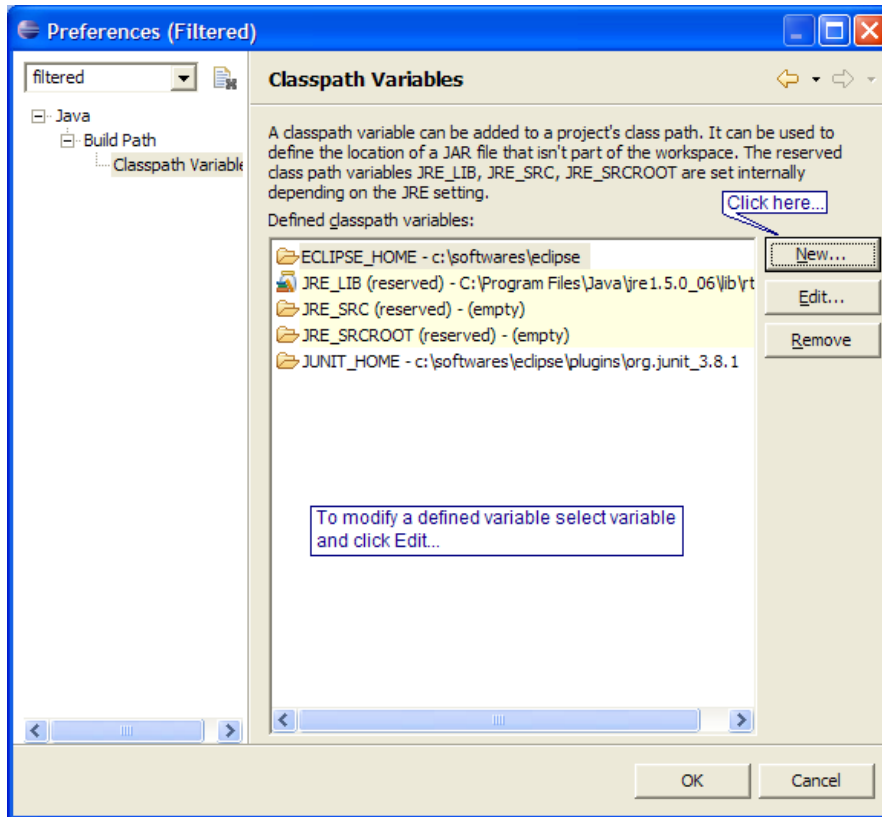 Preferences (Filtered)
filtered
Classpath Variables
Java
Build Path
Classpath Variable
A classpath variable can be added to a project's class path. It can be used to
define the location of a JAR file that isn't part of the workspace. The reserved
class path variables JRE_LIB, JRE_SRC, JRE_SRCROOT are set internally
depending on the JRE setting.
Click here...
Defined classpath variables:
ECLIPSE_HOME - c:\softwares\eclipse
JRE_LIB (reserved) - C:\Program Files\Java\jre1.5.0_06\lib\rt
JRE_SRC (reserved) - (empty)
JRE_SRCROOT (reserved) - (empty)
JUNIT_HOME - c:\softwares\eclipse\plugins\org.junit_3.8.1
New...
Edit...
Remove
To modify a defined variable select variable
and click Edit...
OK
Cancel